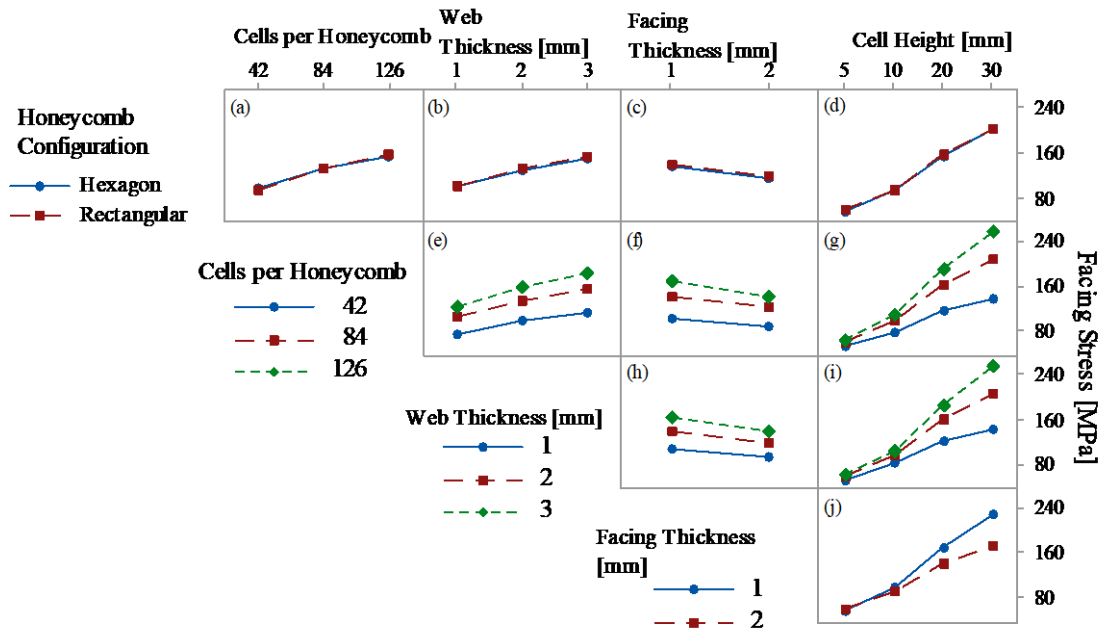 Cells per Honeycomb
42 84 126
Web
Thickness [mm]
1 2 3
Facing
Thickness [mm]
1 2
Cell Height [mm]
5 10 20 30
Honeycomb
Configuration
Hexagon
Rectangular
(a) (b) (c) (d)
240
160
80
Cells per Honeycomb
42
84
126
(e) (f) (g)
240
160
80
Web Thickness [mm]
1
2
3
(h) (i)
240
160
80
Facing Thickness
[mm]
1
2
(j)
240
160
80
Facing Stress [MPa]